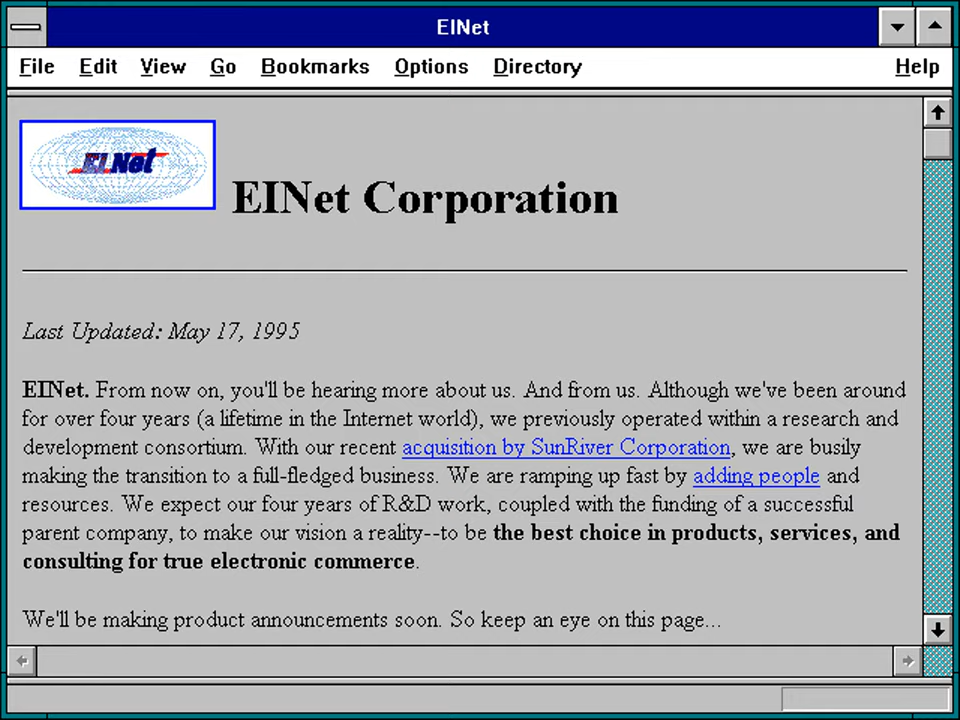 EINet
File Edit View Go Bookmarks Options Directory Help
EINet
EINet Corporation
Last Updated: May 17, 1995
EINet. From now on, you'll be hearing more about us. And from us. Although we've been around
for over four years (a lifetime in the Internet world), we previously operated within a research and
development consortium. With our recent acquisition by SunRiver Corporation, we are busily
making the transition to a full-fledged business. We are ramping up fast by adding people and
resources. We expect our four years of R&D work, coupled with the funding of a successful
parent company, to make our vision a reality--to be the best choice in products, services, and
consulting for true electronic commerce.
We'll be making product announcements soon. So keep an eye on this page...